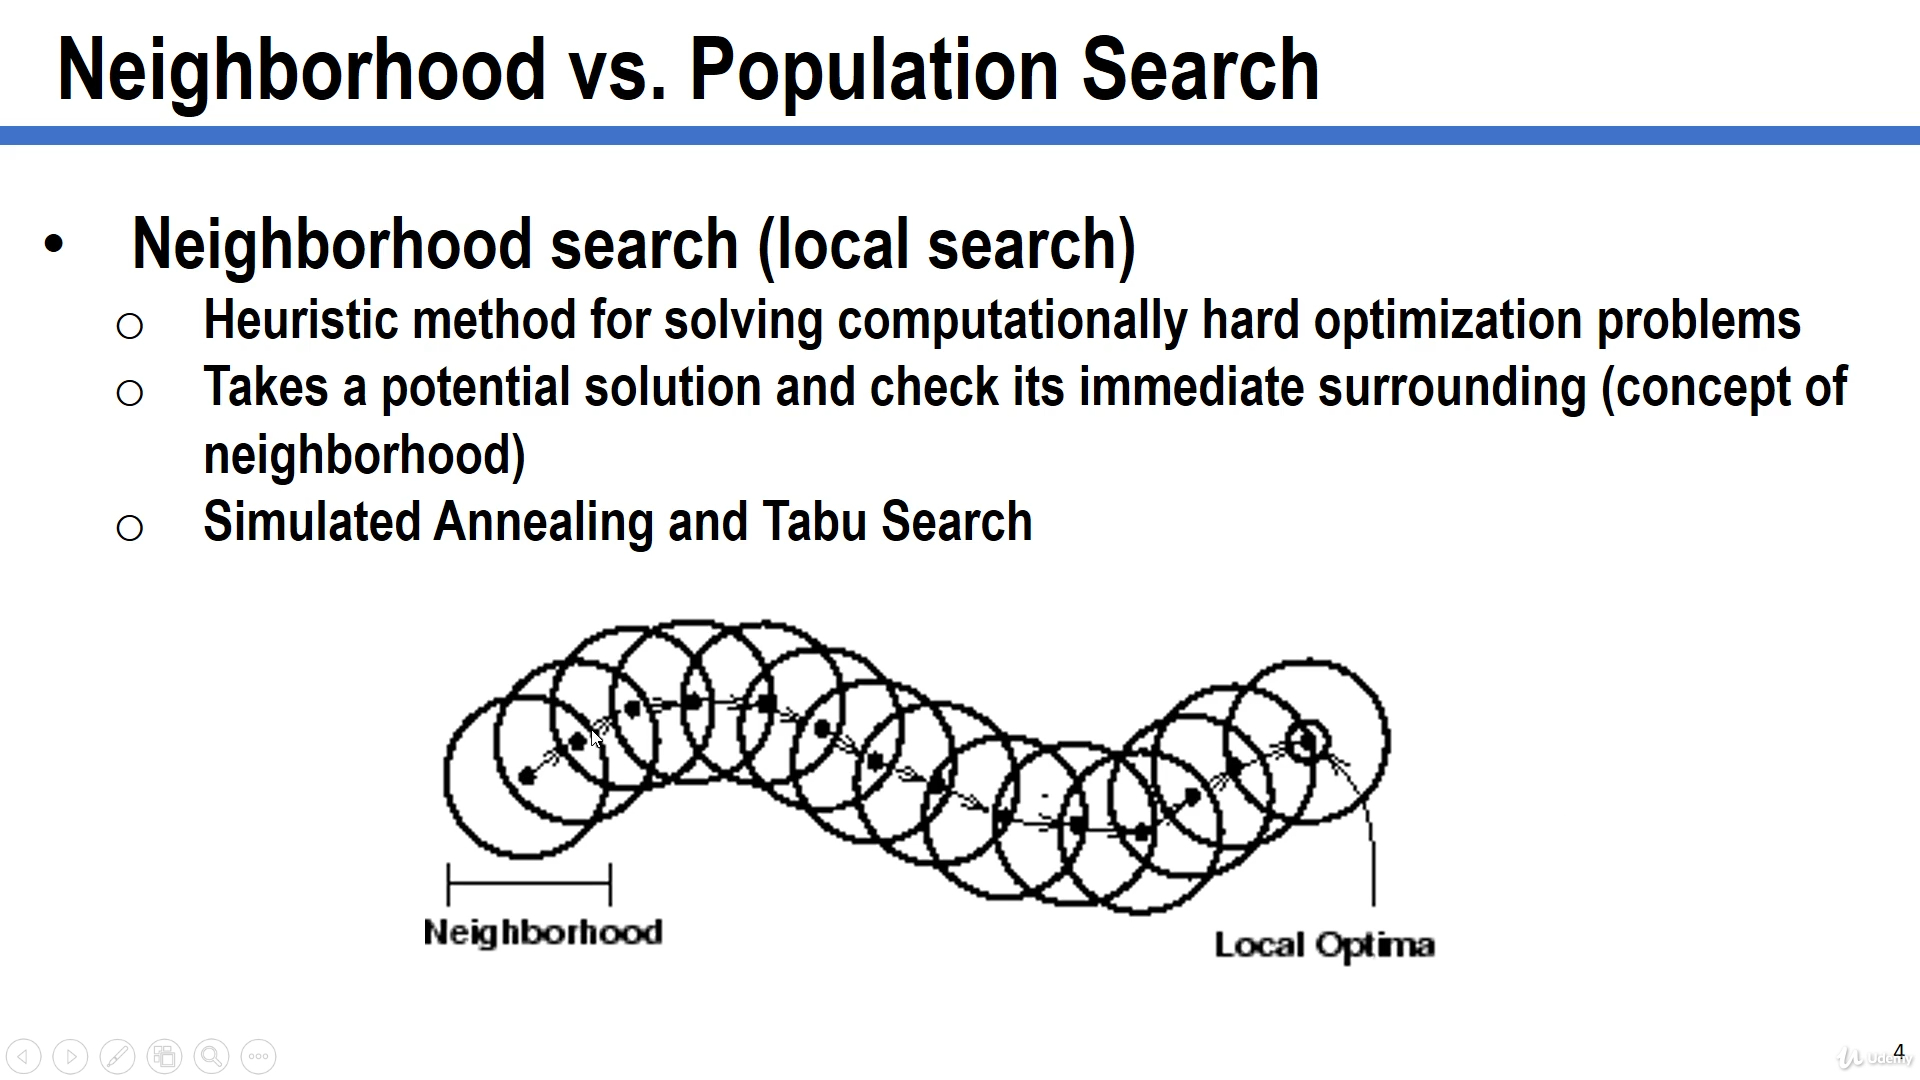 Neighborhood vs. Population Search
• Neighborhood search (local search)
o Heuristic method for solving computationally hard optimization problems
o Takes a potential solution and check its immediate surrounding (concept of
neighborhood)
o Simulated Annealing and Tabu Search
Neighborhood
Local Optima
4
Udemy